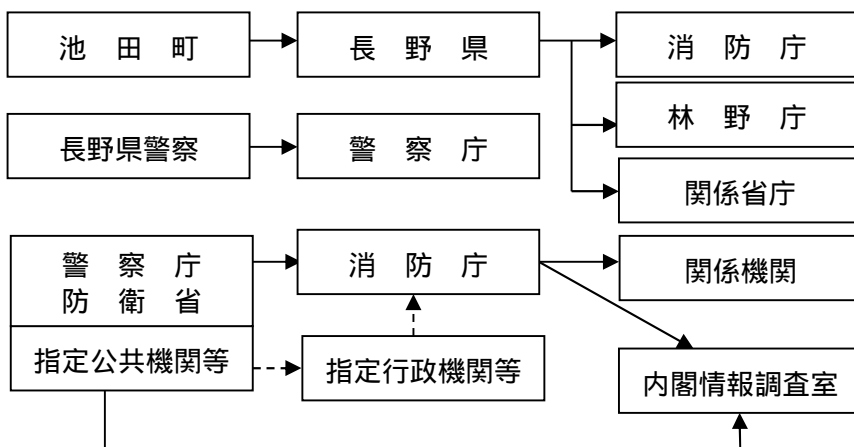 池 田 町
長 野 県
消 防 庁
林 野 庁
長野県警察
警 察 庁
関係省庁
警 察 庁
防 衛 省
消 防 庁
関係機関
指定公共機関等
指定行政機関等
内閣情報調査室